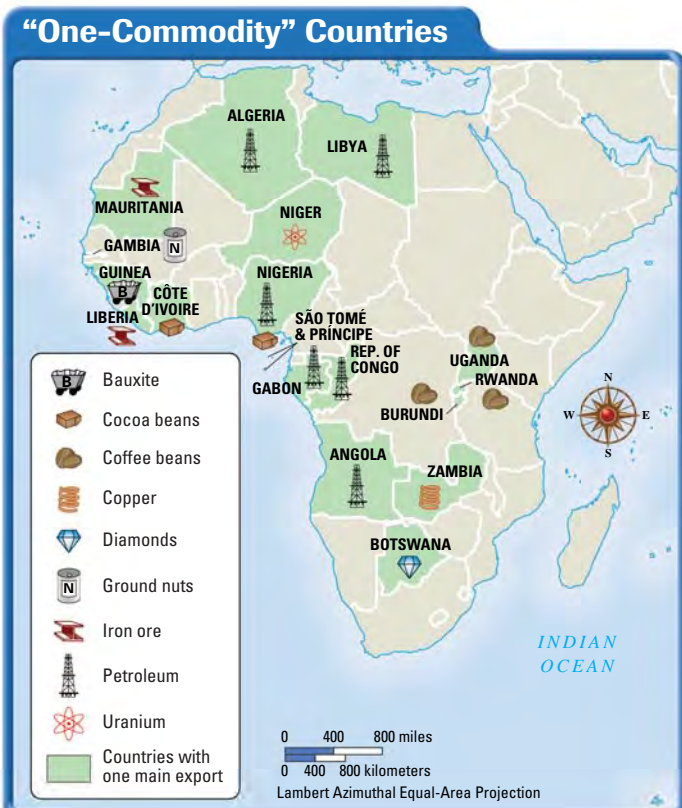 “One-Commodity” Countries
ALGERIA
LIBYA
MAURITANIA
NIGER
GAMBIA
N
GUINEA
B
CÔTE
D’IVOIRE
NIGERIA
LIBERIA
SÃO TOMÉ
& PRÍNCIPE
REP. OF
CONGO
GABON
UGANDA
RWANDA
BURUNDI
ANGOLA
ZAMBIA
BOTSWANA
N
W
E
S
INDIAN
OCEAN
B Bauxite
Cocoa beans
Coffee beans
Copper
Diamonds
N Ground nuts
Iron ore
Petroleum
Uranium
Countries with
one main export
0 400 800 miles
0 400 800 kilometers
Lambert Azimuthal Equal-Area Projection